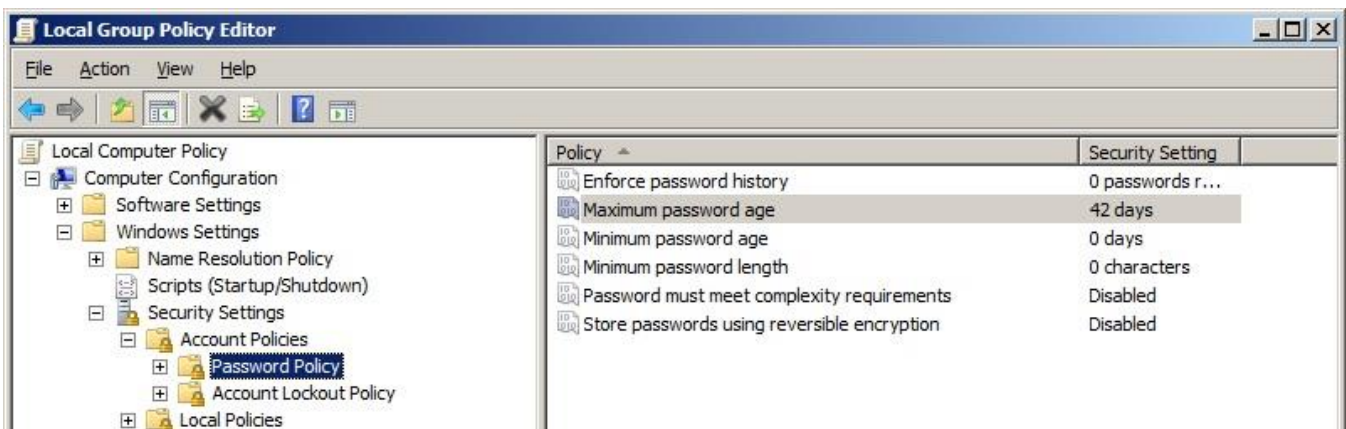 Local Group Policy Editor
File Action View Help
Local Computer Policy
Computer Configuration
Software Settings
Windows Settings
Name Resolution Policy
Scripts (Startup/Shutdown)
Security Settings
Account Policies
Password Policy
Account Lockout Policy
Local Policies
Policy Security Setting
Enforce password history 0 passwords r...
Maximum password age 42 days
Minimum password age 0 days
Minimum password length 0 characters
Password must meet complexity requirements Disabled
Store passwords using reversible encryption Disabled